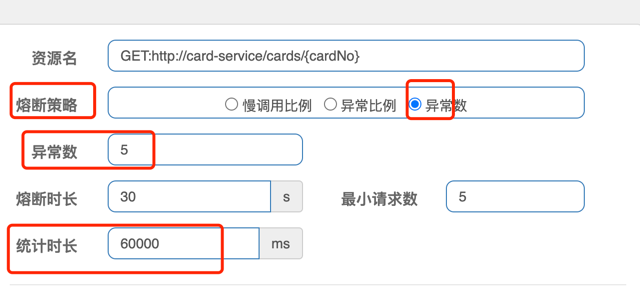 资源名 GET:http://card-service/cards/{cardNo}
熔断策略 慢调用比例 异常比例 异常数
异常数 5
熔断时长 30 s 最小请求数 5
统计时长 60000 ms